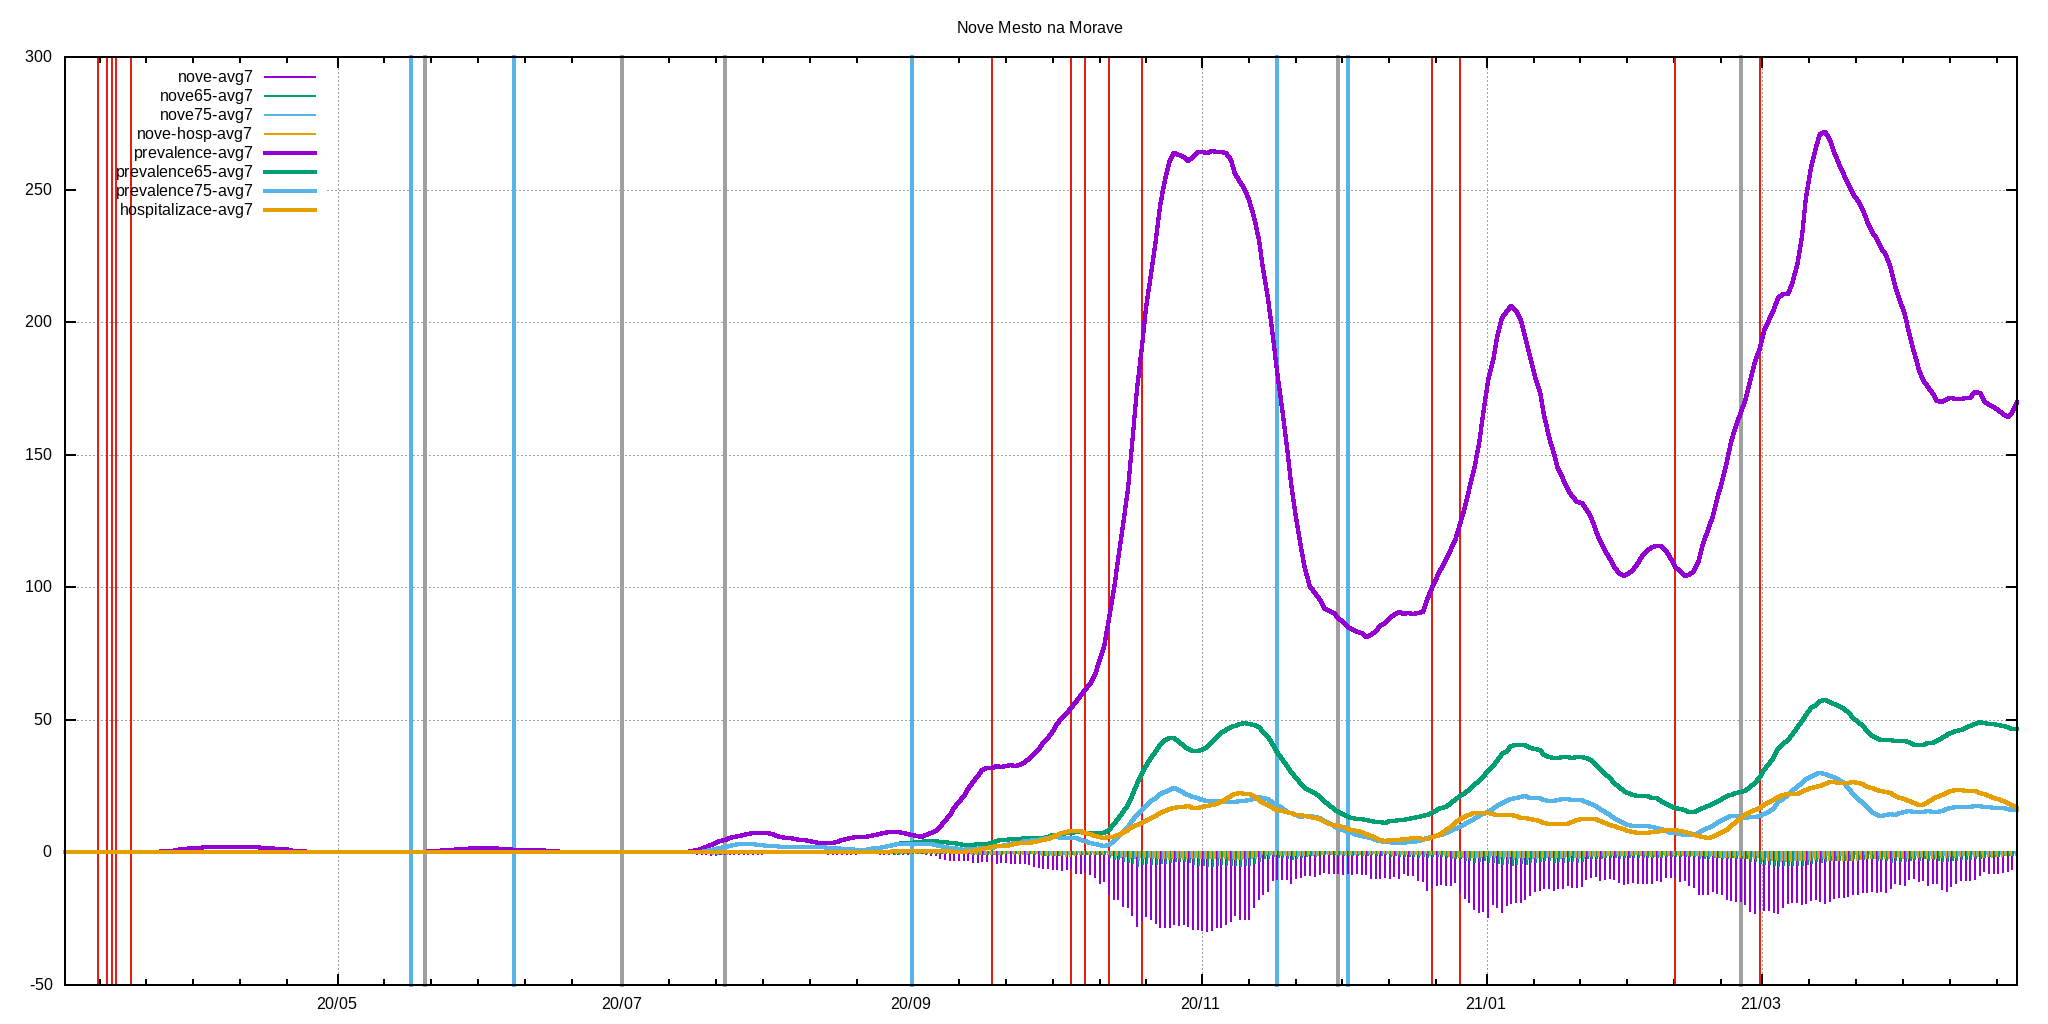 Nove Mesto na Morave
300
250
200
150
100
50
0
-50
nove-avg7
nove65-avg7
nove75-avg7
nove-hosp-avg7
prevalence-avg7
prevalence65-avg7
prevalence75-avg7
hospitalizace-avg7
20/05 20/07 20/09 20/11 21/01 21/03